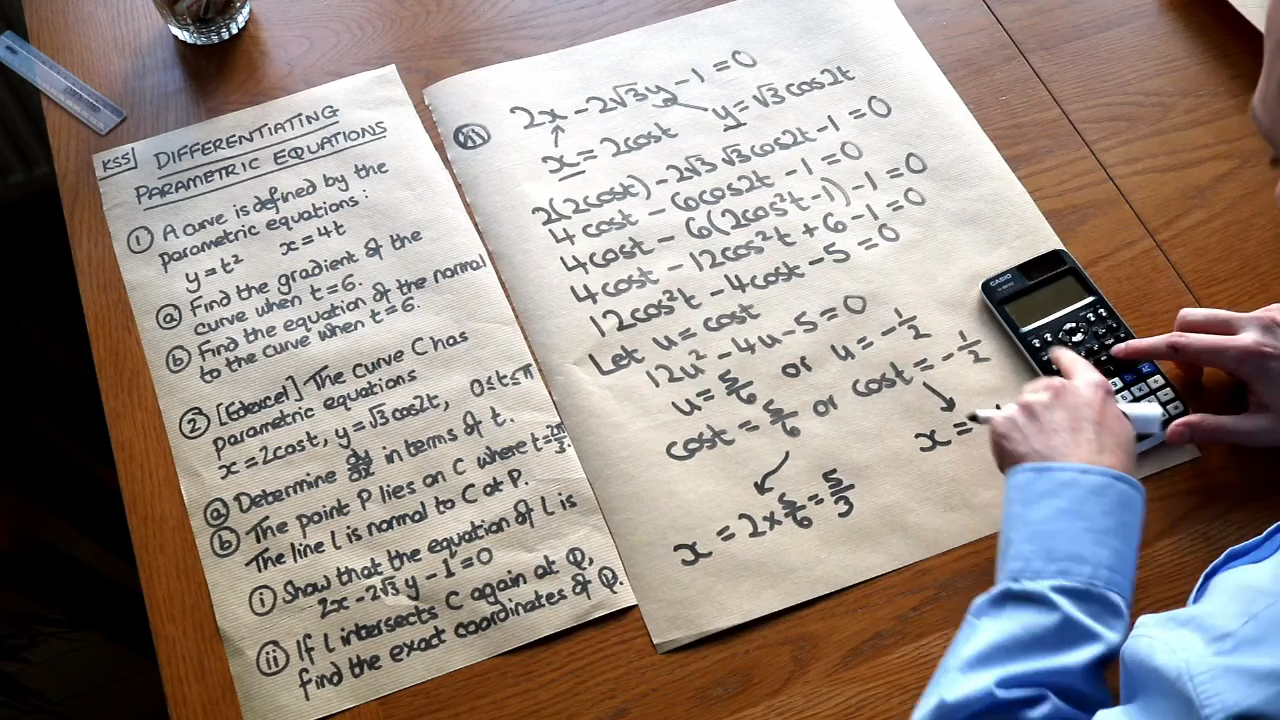 KSS
DIFFERENTIATING
PARAMETRIC EQUATIONS
① A curve is defined by the
parametric equations:
y = t² x = 4t
ⓐ Find the gradient of the
curve when t=6.
ⓑ Find the equation of the normal
to the curve when t=6.
② [Edexcel] The curve C has
parametric equations
x=2cost, y=√3cos2t, 0≤t≤π
ⓐ Determine dy/dx in terms of t.
ⓑ The point P lies on C where t=2π/3.
The line l is normal to C at P.
ⓘ Show that the equation of L is
2x-2√3y-1=0
ⓘⓘ If l intersects C again at Q,
find the exact coordinates of Q.
2x-2√3y-1=0
x=2cost y=√3cos2t
2(2cost)-2√3√3cos2t-1=0
4cost-6cos2t-1=0
4cost-6(2cos²t-1)-1=0
4cost-12cos²t+6-1=0
12cos²t-4cost-5=0
Let u=cost
12u²-4u-5=0
u=5/6 or u=-1/2
cost=5/6 or cost=-1/2
x=2×5/6=5/3
x=
CASIO